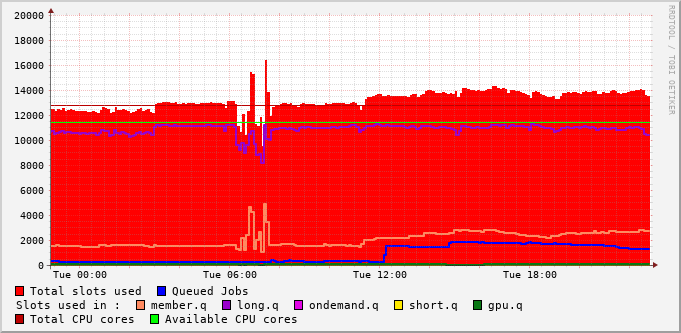 20000
18000
16000
14000
12000
10000
8000
6000
4000
2000
0
Tue 00:00 Tue 06:00 Tue 12:00 Tue 18:00
RRDTOOL / TOBI OETIKER
Total slots used Queued Jobs
Slots used in : member.q long.q ondemand.q short.q gpu.q
Total CPU cores Available CPU cores